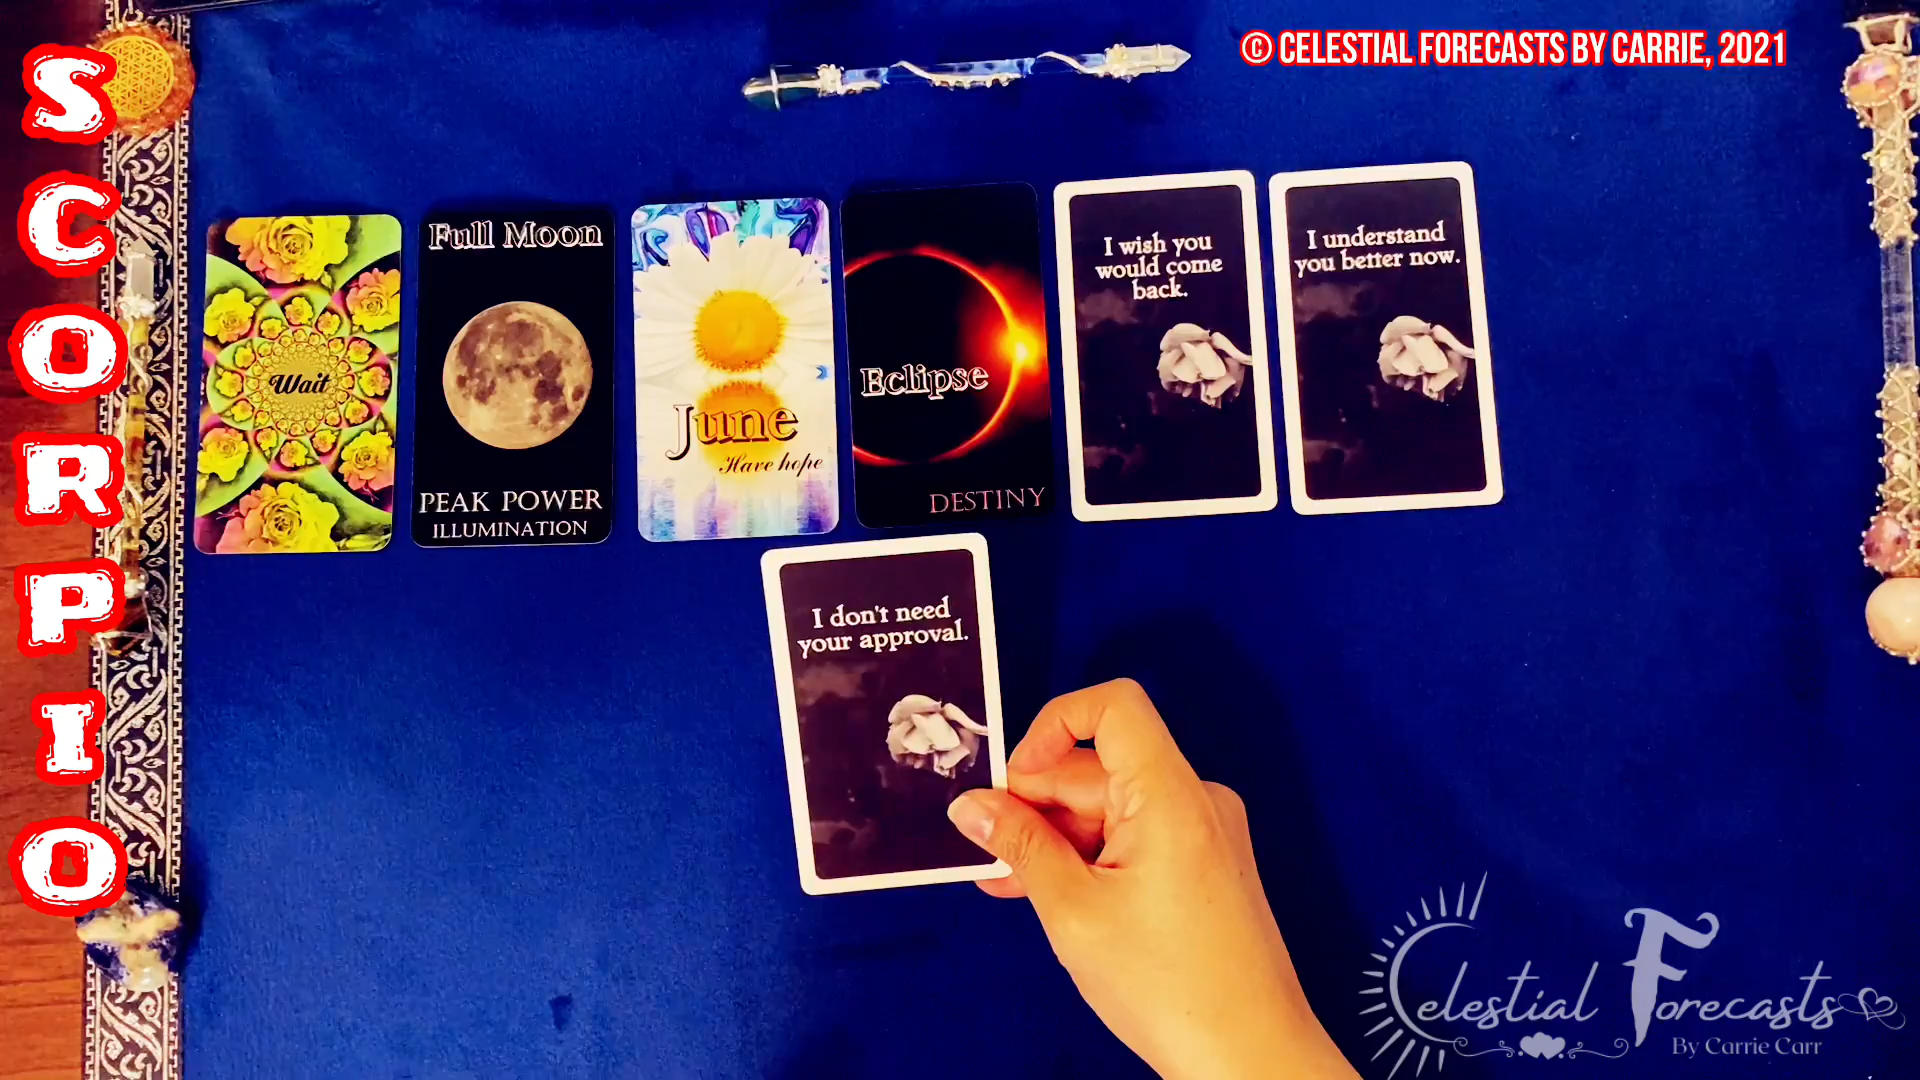 SCORPIO
© CELESTIAL FORECASTS BY CARRIE, 2021
Wait
Full Moon
PEAK POWER
ILLUMINATION
June
Have hope
Eclipse
DESTINY
I wish you
would come
back.
I understand
you better now.
I don't need
your approval.
Celestial Forecasts
By Carrie Carr